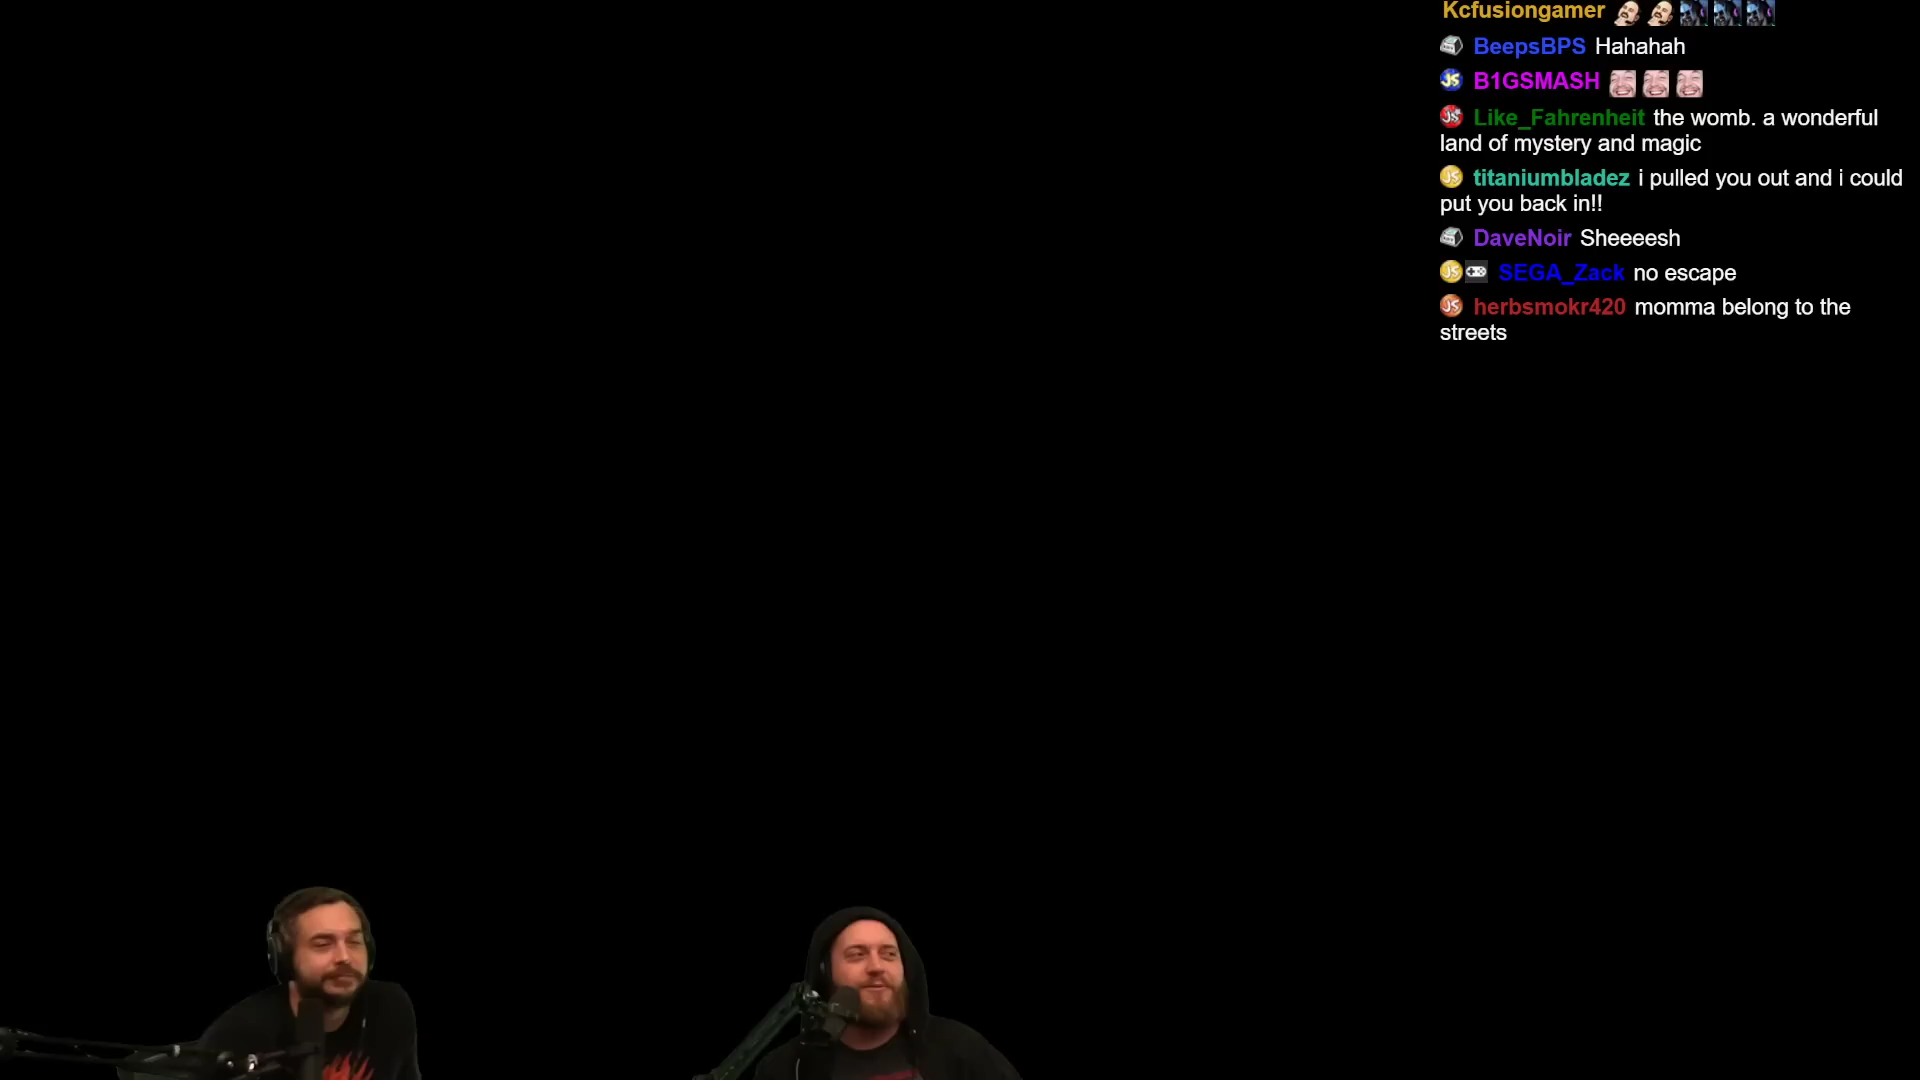 Kcfusiongamer
BeepsBPS Hahahah
B1GSMASH
Like_Fahrenheit the womb. a wonderful
land of mystery and magic
titaniumbladez i pulled you out and i could
put you back in!!
DaveNoir Sheeeesh
SEGA_Zack no escape
herbsmokr420 momma belong to the
streets